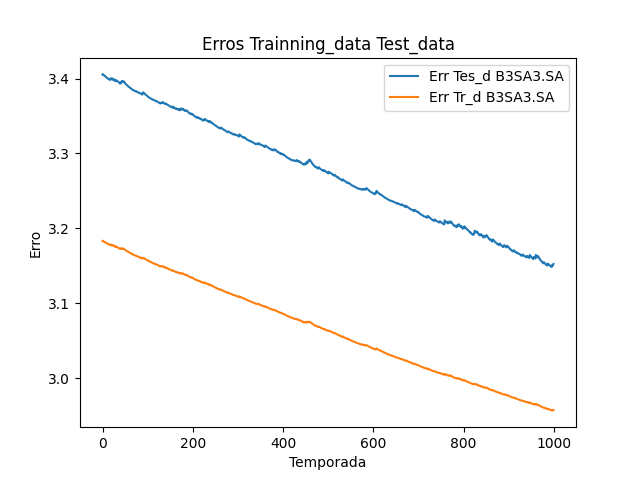 Erros Trainning_data Test_data
Err Tes_d B3SA3.SA
Err Tr_d B3SA3.SA
Erro
3.4
3.3
3.2
3.1
3.0
0 200 400 600 800 1000
Temporada